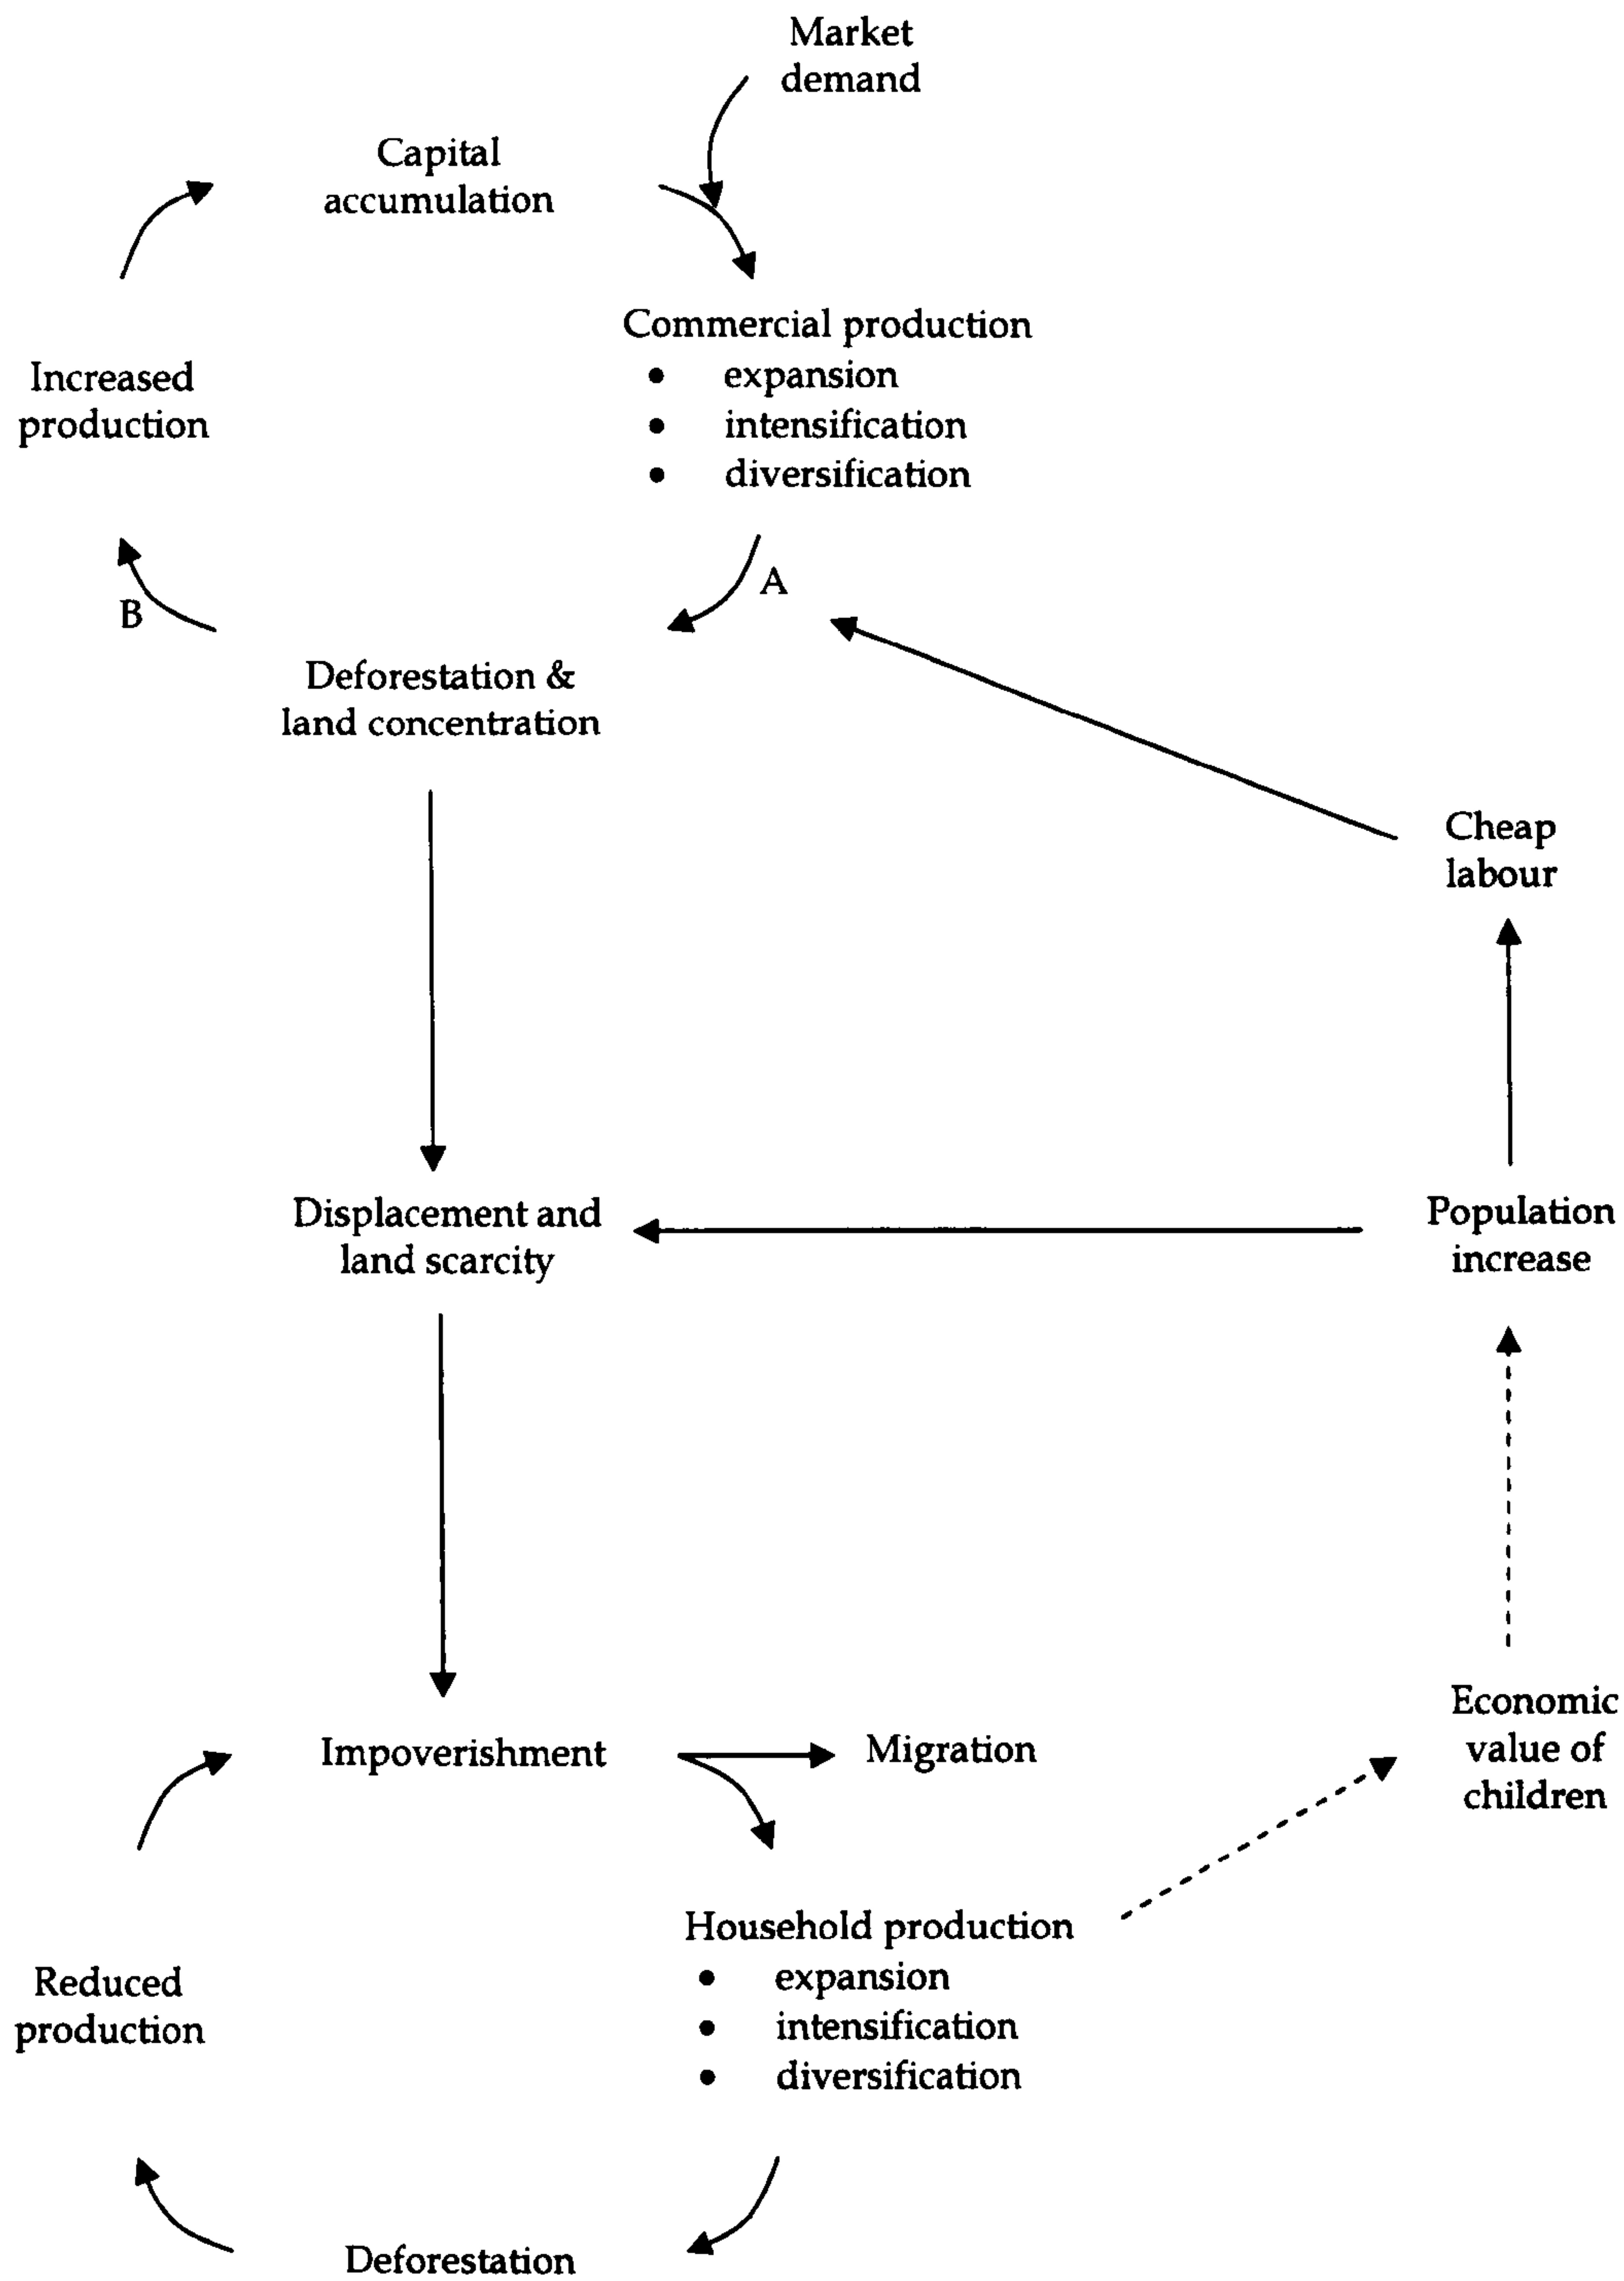 Market
demand
Capital
accumulation
Commercial production
• expansion
• intensification
• diversification
Increased
production
A
B
Deforestation &
land concentration
Cheap
labour
Displacement and
land scarcity
Population
increase
Impoverishment
Migration
Economic
value of
children
Household production
• expansion
• intensification
• diversification
Reduced
production
Deforestation